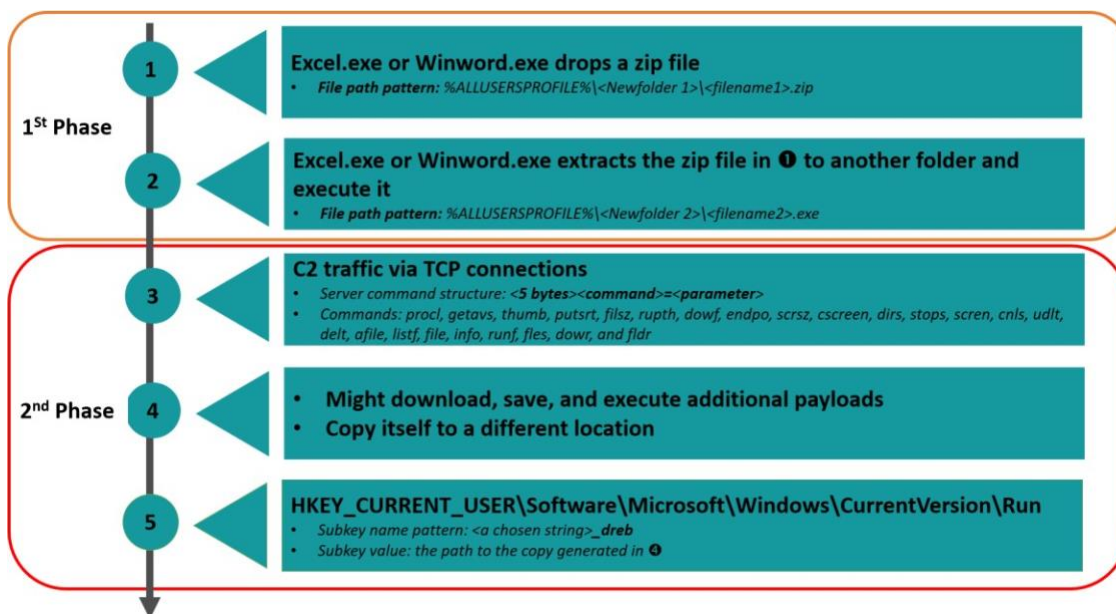 1
Excel.exe or Winword.exe drops a zip file
• File path pattern: %ALLUSERSPROFILE%\<Newfolder 1>\<filename1>.zip
1St Phase
2
Excel.exe or Winword.exe extracts the zip file in ❶ to another folder and
execute it
• File path pattern: %ALLUSERSPROFILE%\<Newfolder 2>\<filename2>.exe
3
C2 traffic via TCP connections
• Server command structure: <5 bytes><command>=<parameter>
• Commands: procl, getavs, thumb, putsrt, filsz, rupth, dowf, endpo, scrsz, cscreen, dirs, stops, scren, cnls, udlt,
delt, afile, listf, file, info, runf, fles, dowr, and fldr
2nd Phase
4
• Might download, save, and execute additional payloads
• Copy itself to a different location
5
HKEY_CURRENT_USER\Software\Microsoft\Windows\CurrentVersion\Run
• Subkey name pattern: <a chosen string>_dreb
• Subkey value: the path to the copy generated in ❹